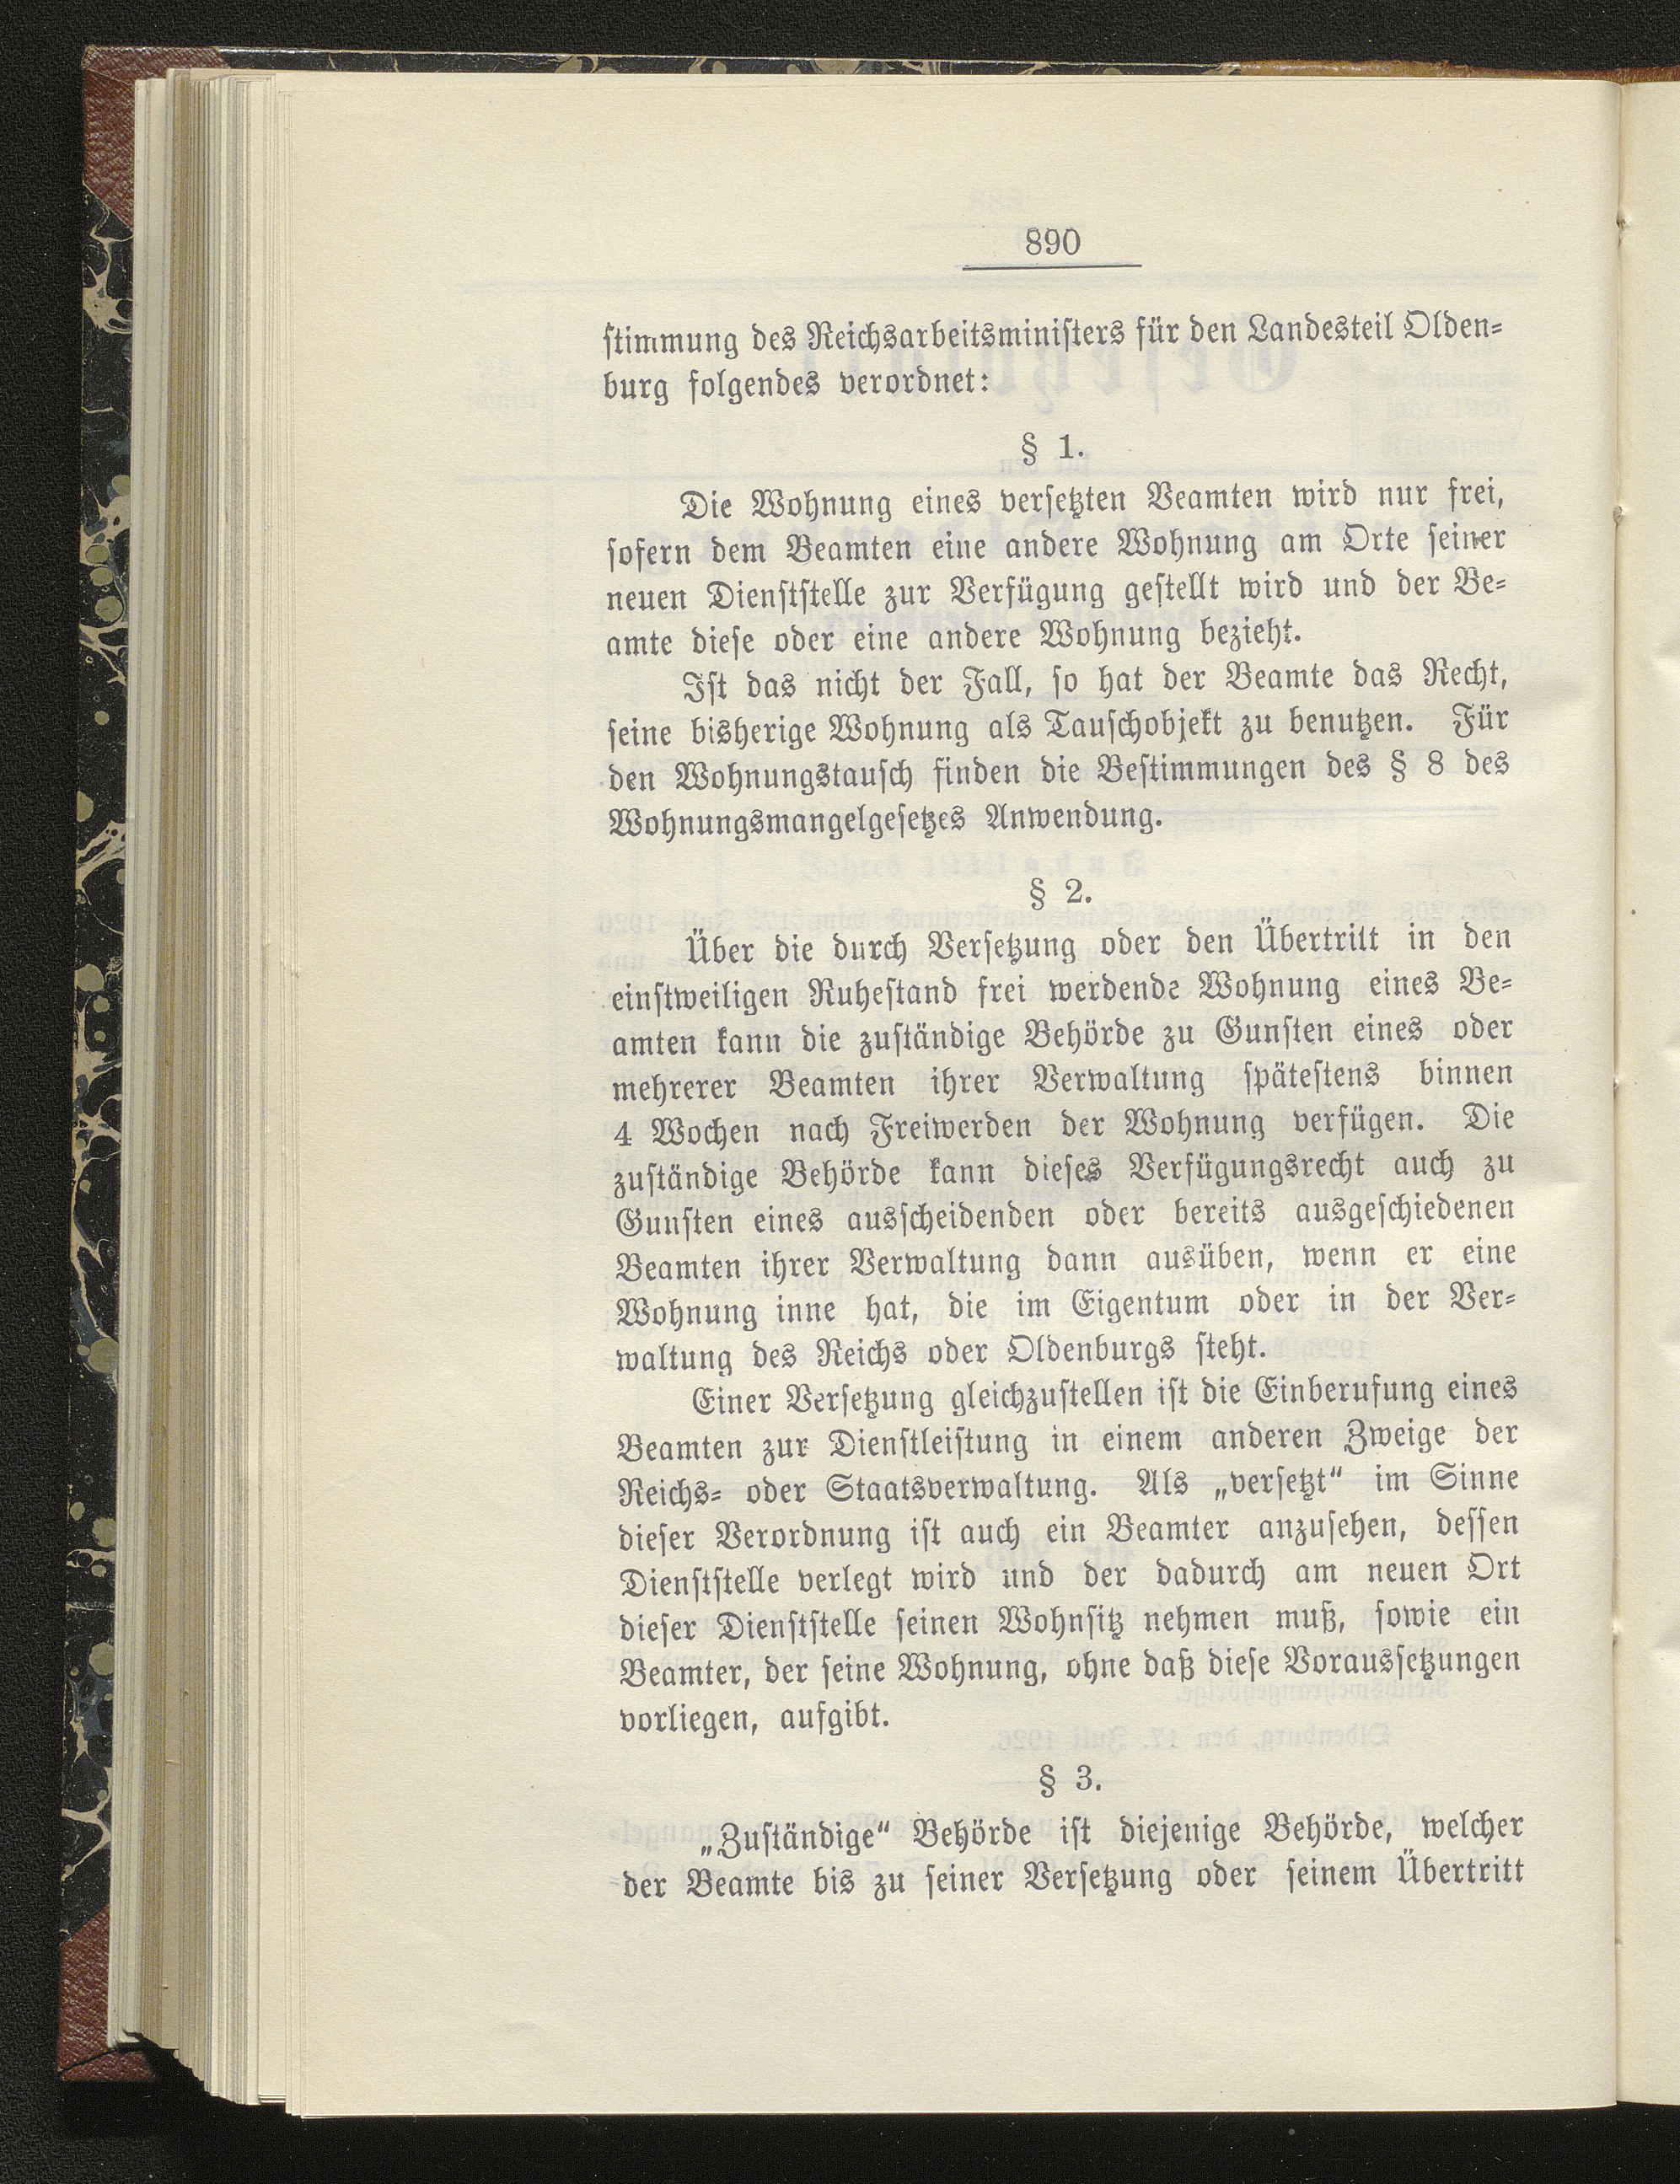 890
stimmung des Reichsarbeitsministers für den Landesteil Olden-
burg folgendes verordnet:
§ 1.
Die Wohnung eines versetzten Beamten wird nur frei,
sofern dem Beamten eine andere Wohnung am Orte seiner
neuen Dienststelle zur Verfügung gestellt wird und der Be-
amte diese oder eine andere Wohnung bezieht.
Ist das nicht der Fall, so hat der Beamte das Recht,
seine bisherige Wohnung als Tauschobjekt zu benutzen. Für
den Wohnungstausch finden die Bestimmungen des § 8 des
Wohnungsmangelgesetzes Anwendung.
§ 2.
Über die durch Versetzung oder den Übertritt in den
einstweiligen Ruhestand frei werdende Wohnung eines Be-
amten kann die zuständige Behörde zu Gunsten eines oder
mehrerer Beamten ihrer Verwaltung spätestens binnen
4 Wochen nach Freiwerden der Wohnung verfügen. Die
zuständige Behörde kann dieses Verfügungsrecht auch zu
Gunsten eines ausscheidenden oder bereits ausgeschiedenen
Beamten ihrer Verwaltung dann ausüben, wenn er eine
Wohnung inne hat, die im Eigentum oder in der Ver-
waltung des Reichs oder Oldenburgs steht.
Einer Versetzung gleichzustellen ist die Einberufung eines
Beamten zur Dienstleistung in einem anderen Zweige der
Reichs- oder Staatsverwaltung. Als „versetzt“ im Sinne
dieser Verordnung ist auch ein Beamter anzusehen, dessen
Dienststelle verlegt wird und der dadurch am neuen Ort
dieser Dienststelle seinen Wohnsitz nehmen muß, sowie ein
Beamter, der seine Wohnung, ohne daß diese Voraussetzungen
vorliegen, aufgibt.
§ 3.
„Zuständige“ Behörde ist diejenige Behörde, welcher
der Beamte bis zu seiner Versetzung oder seinem Übertritt